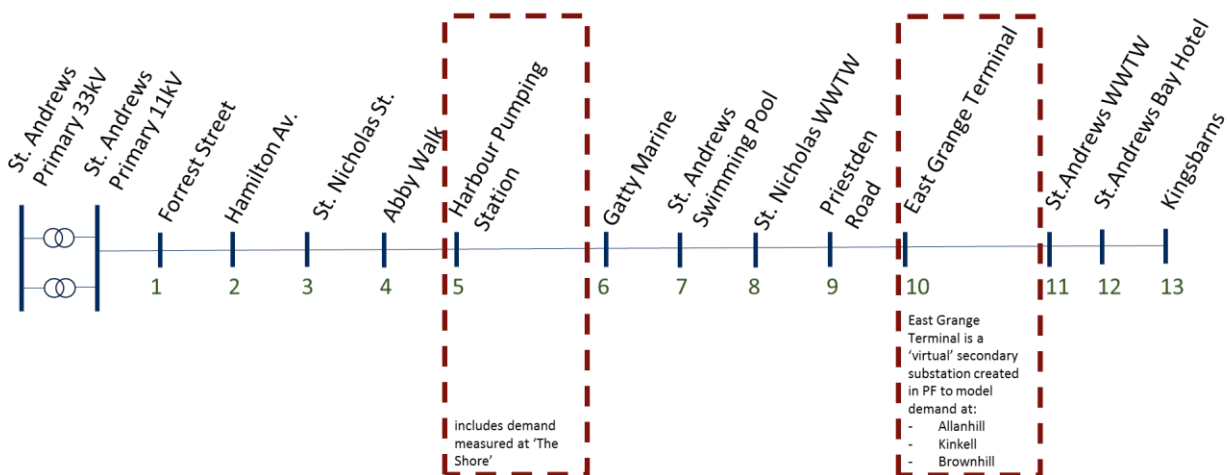 St. Andrews
Primary 33kV
St. Andrews
Primary 11kV
Forrest Street
Hamilton Av.
St. Nicholas St.
Abby Walk
Harbour Pumping
Station
Gatty Marine
St. Andrews
Swimming Pool
St. Nicholas WWTW
Priestden
Road
East Grange Terminal
St.Andrews WWTW
St.Andrews Bay Hotel
Kingsbarns
1
2
3
4
5
6
7
8
9
10
11
12
13
includes demand
measured at 'The
Shore'
East Grange
Terminal is a
'virtual' secondary
substation created
in PF to model
demand at:
- Allanhill
- Kinkell
- Brownhill